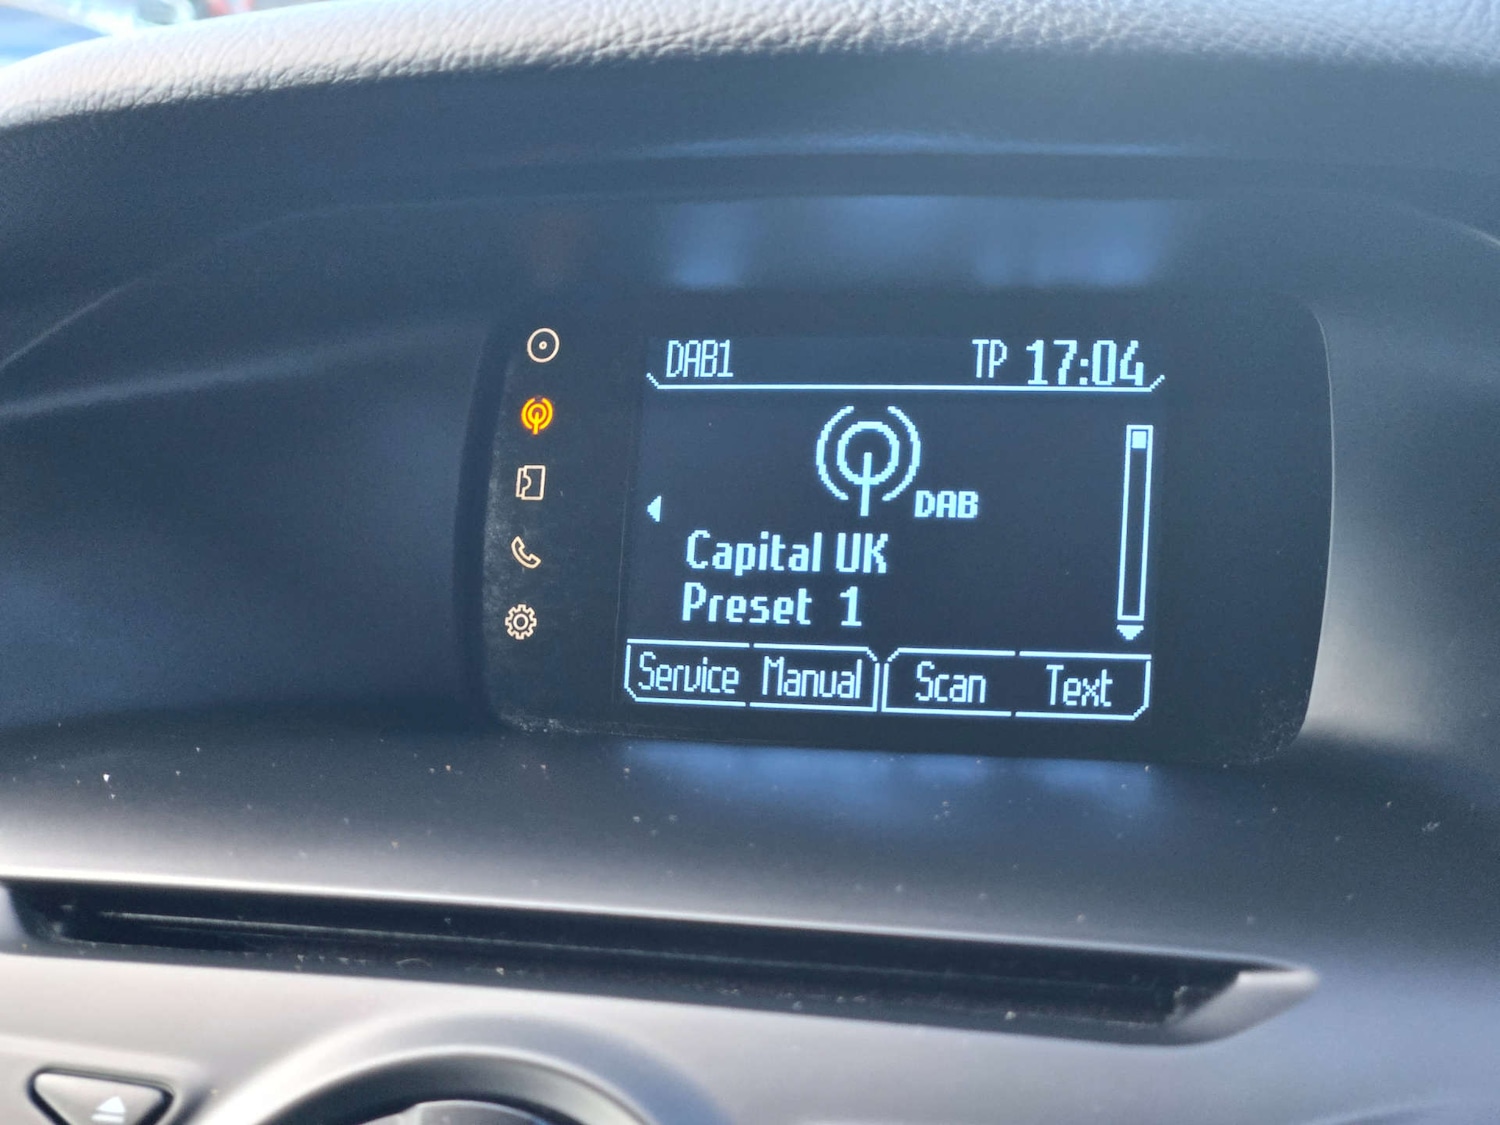 DAB1 TP 17:04
DAB
Capital UK
Preset 1
Service Manual Scan Text